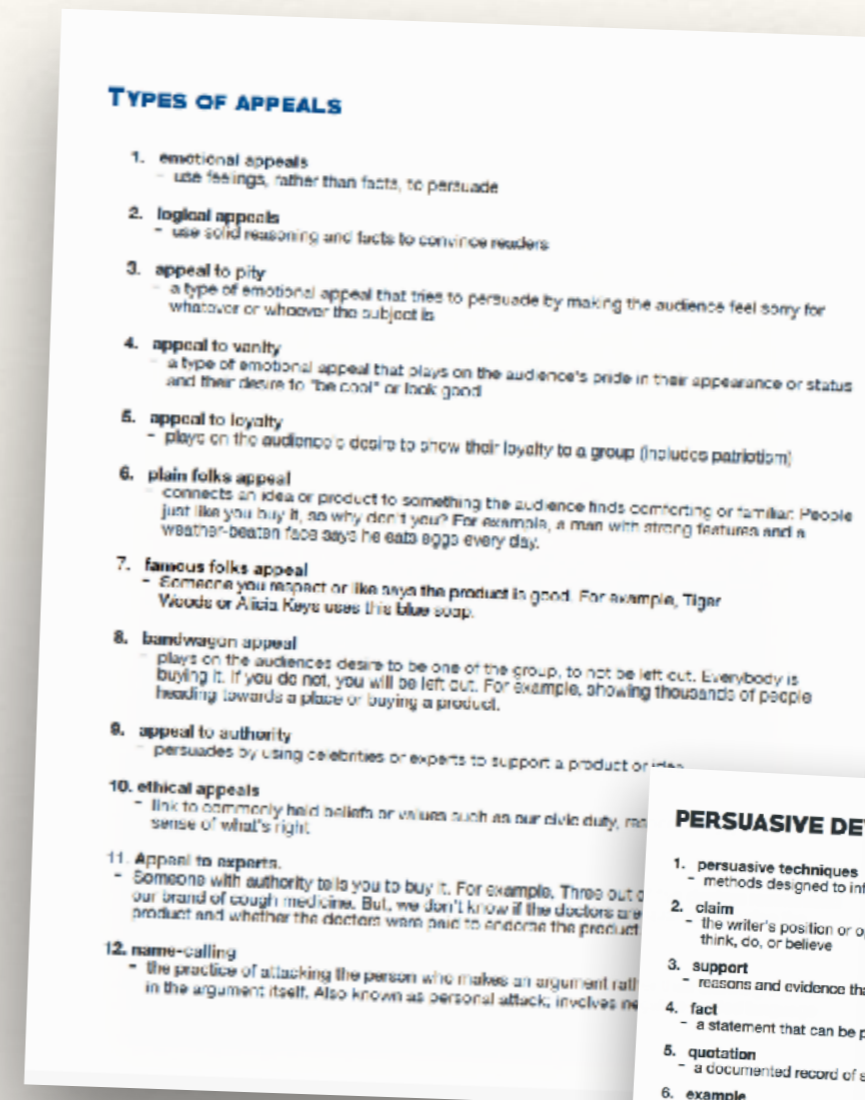 TYPES OF APPEALS
1. emotional appeals
- use feelings, rather than facts, to persuade
2. logical appeals
- use solid reasoning and facts to convince readers
3. appeal to pity
- a type of emotional appeal that tries to persuade by making the audience feel sorry for
whatever or whoever the subject is
4. appeal to vanity
- a type of emotional appeal that plays on the audience's pride in their appearance or status
and their desire to "be cool" or look good
5. appeal to loyalty
- plays on the audience's desire to show their loyalty to a group (includes patriotism)
6. plain folks appeal
- connects an idea or product to something the audience finds comforting or familiar. People
just like you buy it, so why don't you? For example, a man with strong features and a
weather-beaten face says he eats eggs every day.
7. famous folks appeal
- Someone you respect or like says the product is good. For example, Tiger
Woods or Alicia Keys uses this blue soap.
8. bandwagon appeal
- plays on the audiences desire to be one of the group, to not be left out. Everybody is
buying it. If you do not, you will be left out. For example, showing thousands of people
heading towards a place or buying a product.
9. appeal to authority
- persuades by using celebrities or experts to support a product or idea
10. ethical appeals
- link to commonly held beliefs or values such as our civic duty,
sense of what's right
11. Appeal to experts.
- Someone with authority tells you to buy it. For example, Three out
our brand of cough medicine. But, we don't know if the doctors are
product and whether the doctors were paid to endorse the product
12. name-calling
- the practice of attacking the person who makes an argument
in the argument itself. Also known as personal attack; involves
PERSUASIVE DE
1. persuasive techniques
- methods designed to
2. claim
- the writer's position or
think, do, or believe
3. support
- reasons and evidence
4. fact
- a statement that can be
5. quotation
- a documented record of
6. example